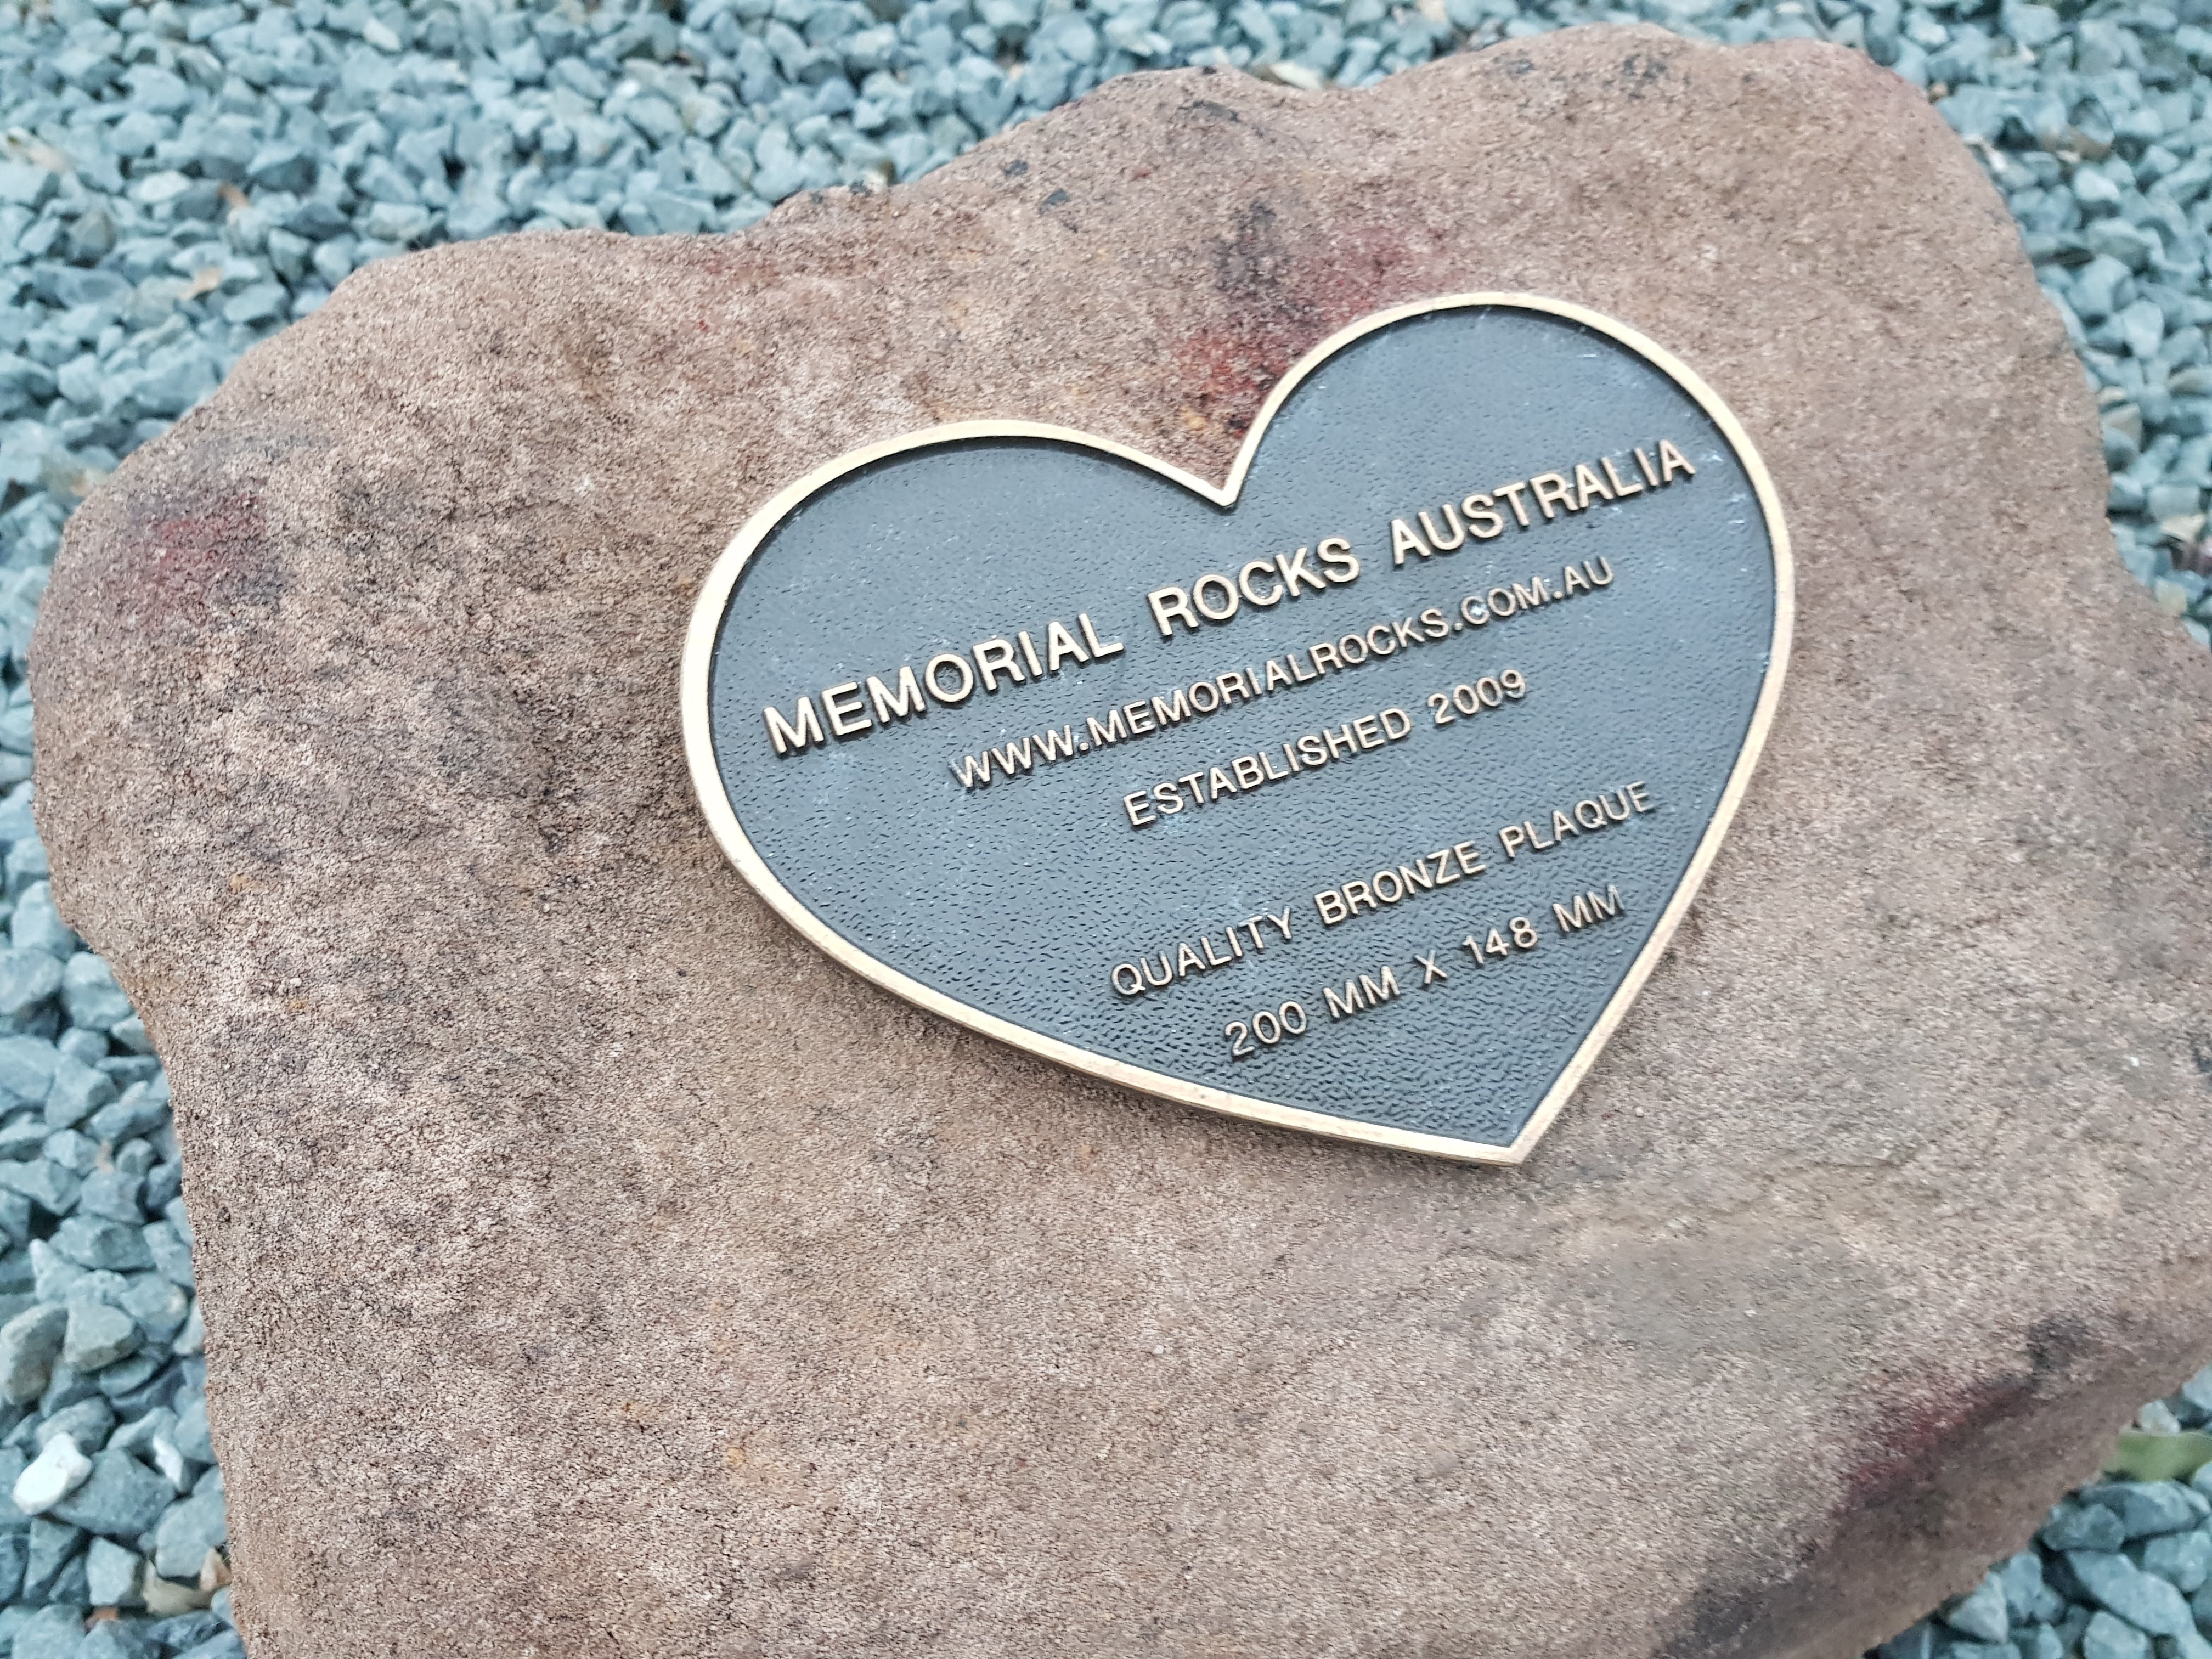 MEMORIAL ROCKS AUSTRALIA
WWW.MEMORIALROCKS.COM.AU
ESTABLISHED 2009
QUALITY BRONZE PLAQUE
200 MM X 148 MM